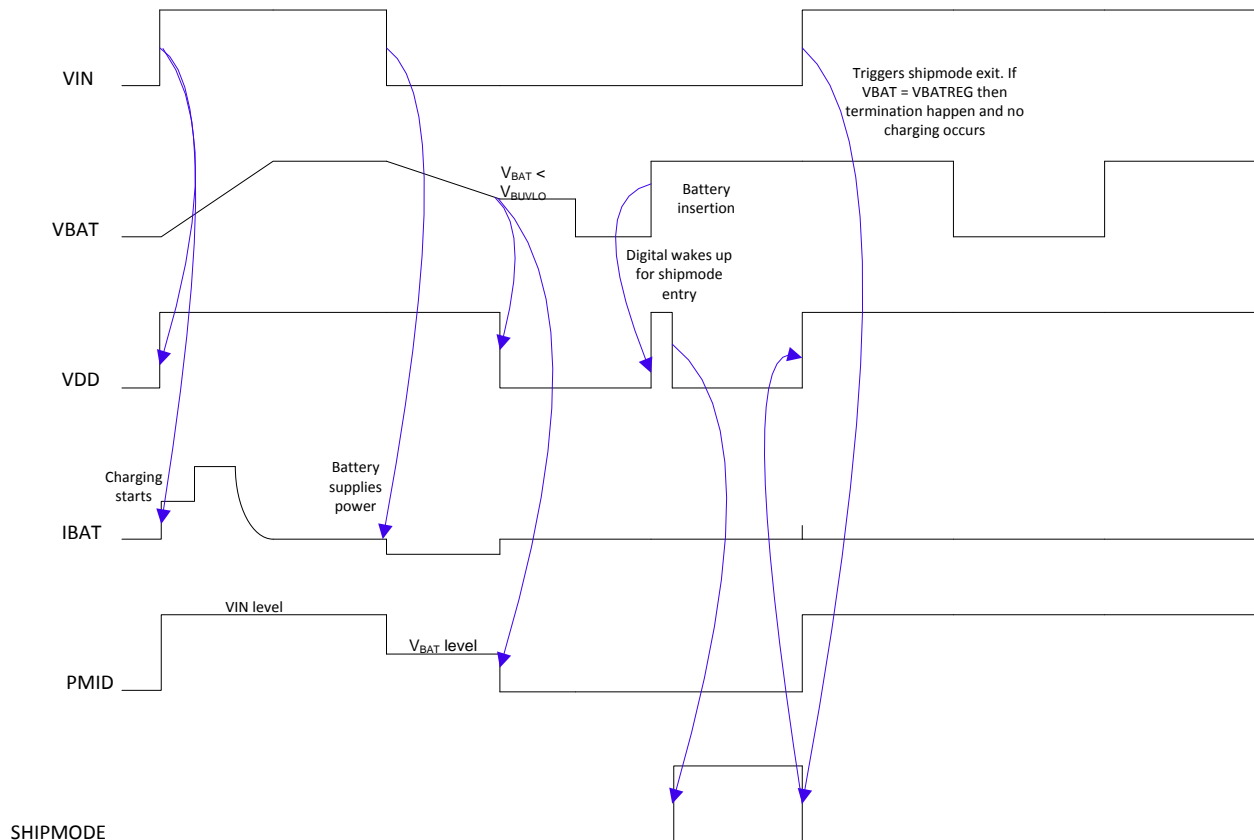 VIN
Triggers shipmode exit. If
VBAT = VBATREG then
termination happen and no
charging occurs
VBAT
VBAT <
VBUVLO
Battery
insertion
Digital wakes up
for shipmode
entry
VDD
Charging
starts
Battery
supplies
power
IBAT
VIN level
VBAT level
PMID
SHIPMODE